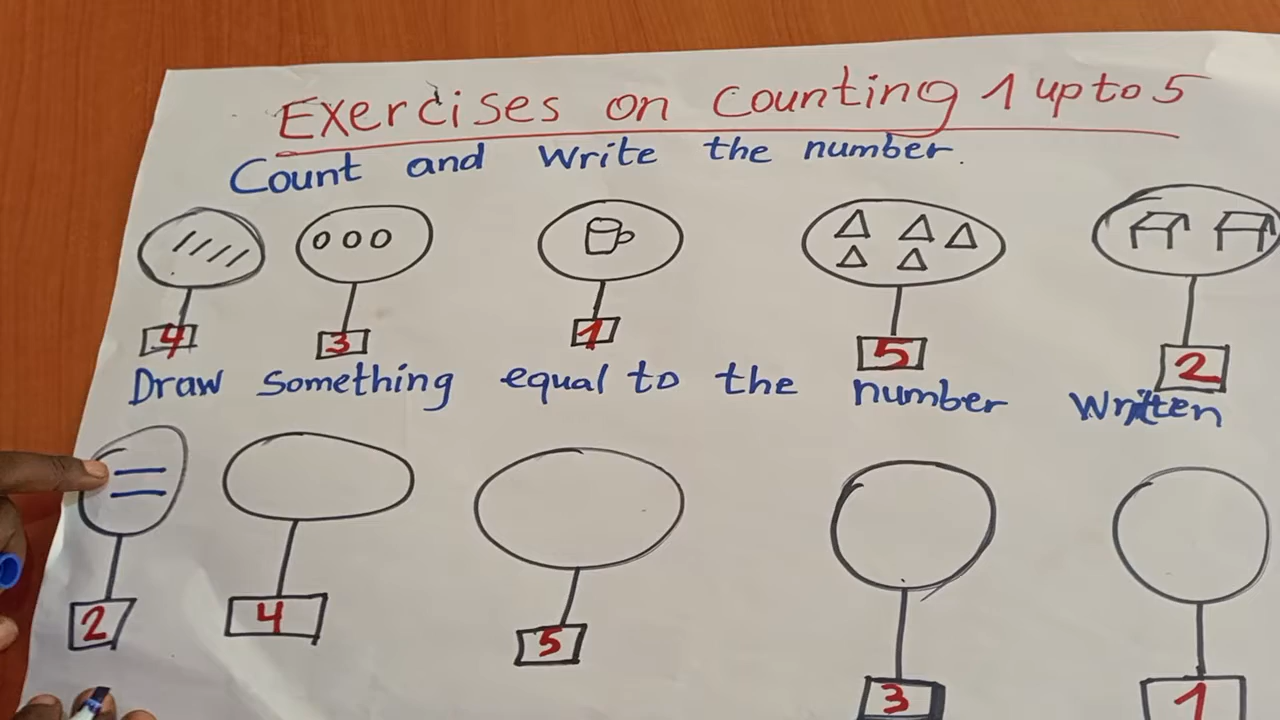 Exercises on Counting 1 up to 5
Count and Write the number.
4 3 1 5 2
Draw Something equal to the number Written
2 4 5 3 1